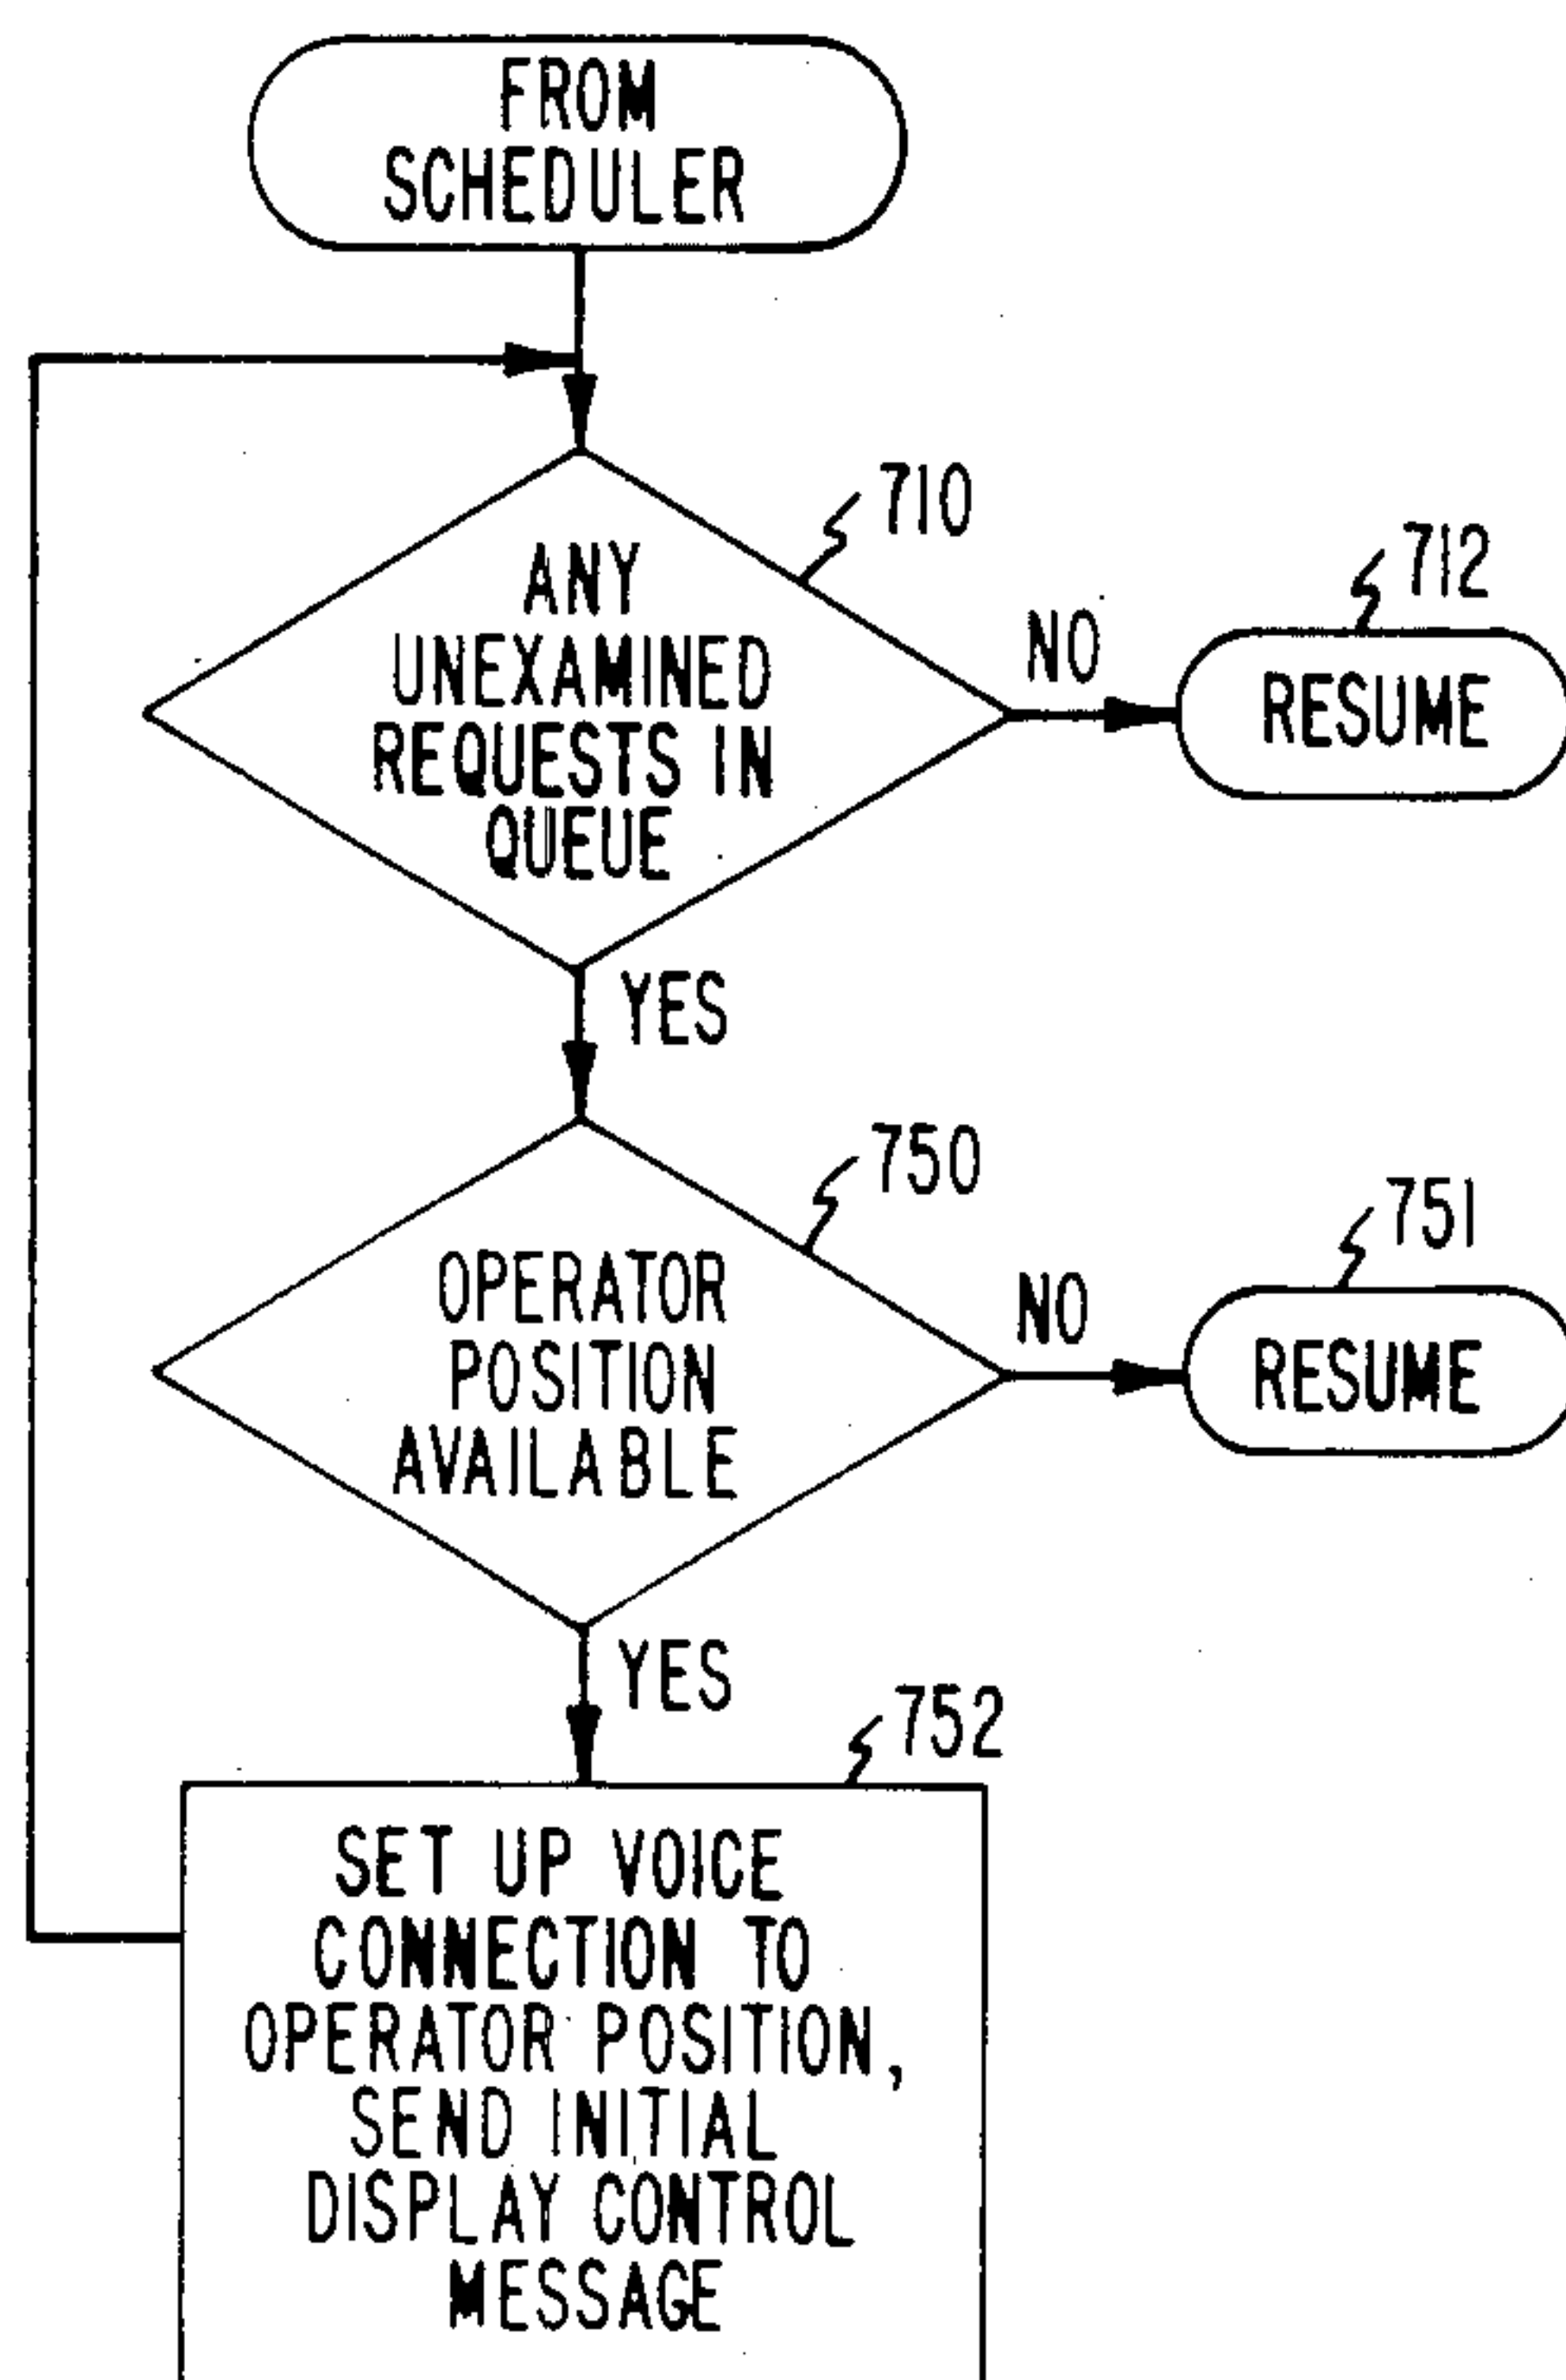 FROM
SCHEDULER
710
ANY
UNEXAMINED
REQUESTS IN
QUEUE
NO
712
RESUME
YES
750
OPERATOR
POSITION
AVAILABLE
NO
751
RESUME
YES
752
SET UP VOICE
CONNECTION TO
OPERATOR POSITION,
SEND INITIAL
DISPLAY CONTROL
MESSAGE